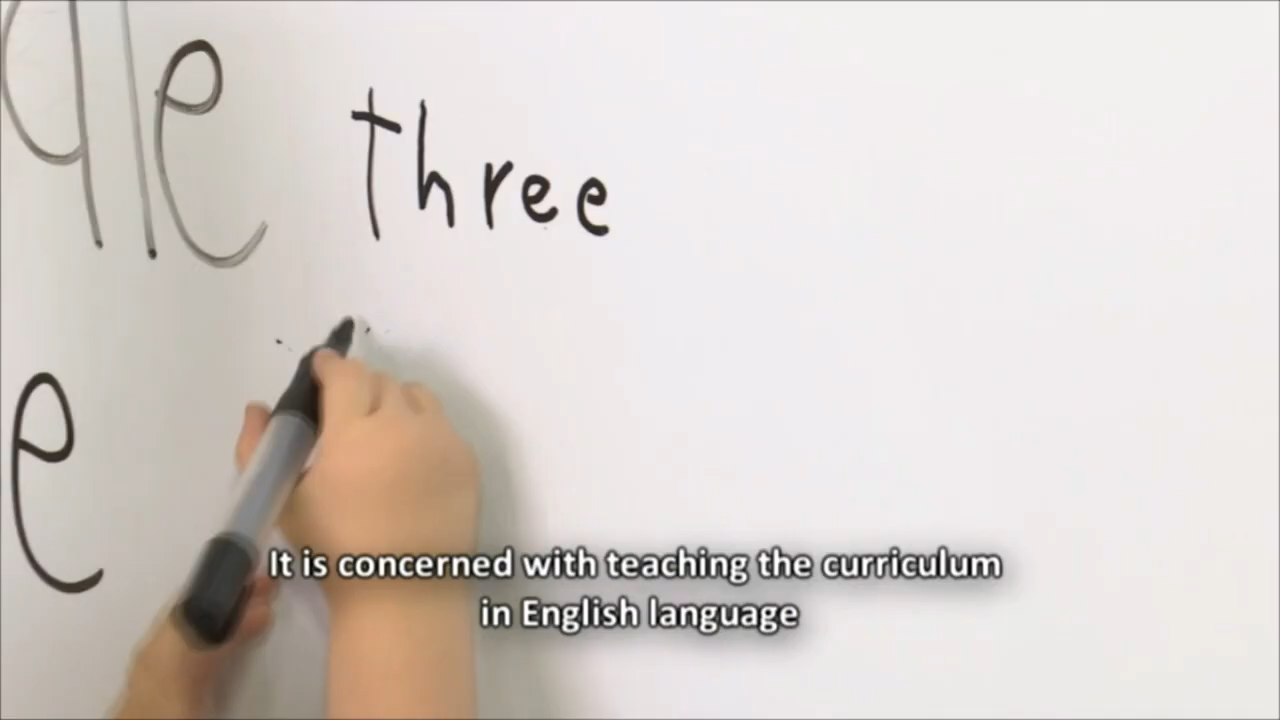 three
It is concerned with teaching the curriculum
in English language